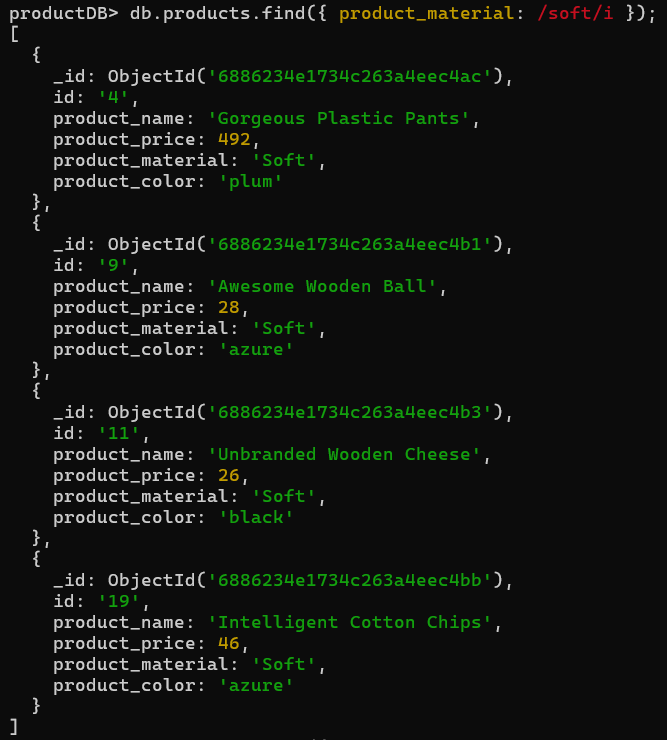 productDB> db.products.find({ product_material: /soft/i });
[
  {
    _id: ObjectId('6886234e1734c263a4eec4ac'),
    id: '4',
    product_name: 'Gorgeous Plastic Pants',
    product_price: 492,
    product_material: 'Soft',
    product_color: 'plum'
  },
  {
    _id: ObjectId('6886234e1734c263a4eec4b1'),
    id: '9',
    product_name: 'Awesome Wooden Ball',
    product_price: 28,
    product_material: 'Soft',
    product_color: 'azure'
  },
  {
    _id: ObjectId('6886234e1734c263a4eec4b3'),
    id: '11',
    product_name: 'Unbranded Wooden Cheese',
    product_price: 26,
    product_material: 'Soft',
    product_color: 'black'
  },
  {
    _id: ObjectId('6886234e1734c263a4eec4bb'),
    id: '19',
    product_name: 'Intelligent Cotton Chips',
    product_price: 46,
    product_material: 'Soft',
    product_color: 'azure'
  }
]